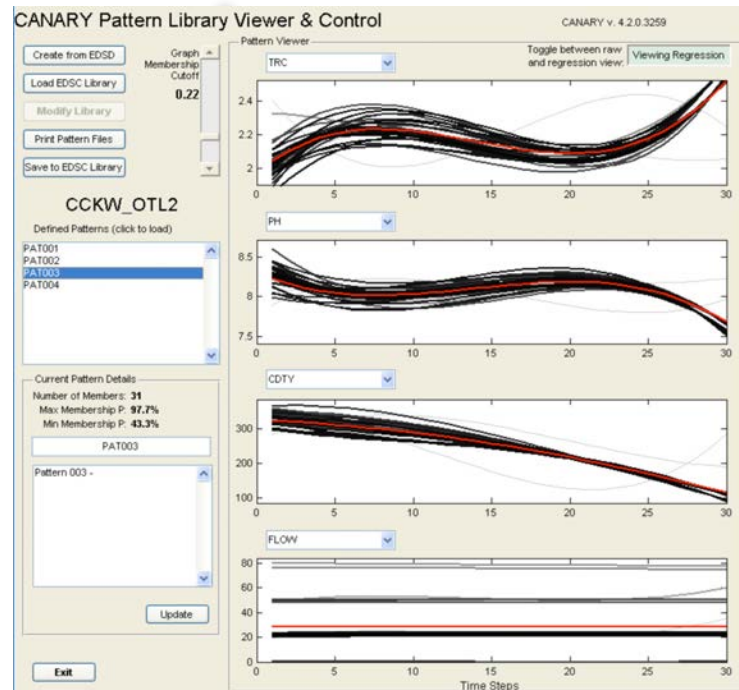 CANARY Pattern Library Viewer & Control
CANARY v. 4.2.0.3259
Create from EDSD
Load EDSC Library
Modify Library
Print Pattern Files
Save to EDSC Library
Graph
Membership
Cutoff
0.22
CCKW_OTL2
Defined Patterns (click to load)
PAT001
PAT002
PAT003
PAT004
Current Pattern Details
Number of Members: 31
Max Membership P: 97.7%
Min Membership P: 43.3%
PAT003
Pattern 003 -
Update
Exit
Pattern Viewer
TRC
Toggle between raw
and regression view:
Viewing Regression
2.4
2.2
2
0 5 10 15 20 25 30
PH
8.5
8
7.5
0 5 10 15 20 25 30
CDTY
300
200
100
0 5 10 15 20 25 30
FLOW
80
60
40
20
0
0 5 10 15 20 25 30
Time Steps